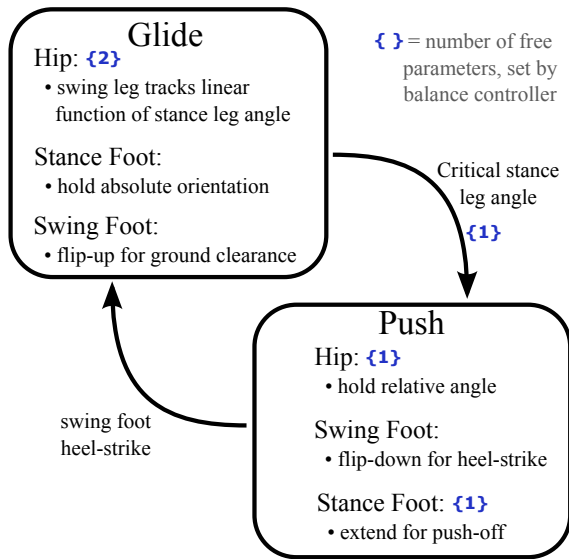 Glide
Hip: {2}
• swing leg tracks linear
function of stance leg angle
Stance Foot:
• hold absolute orientation
Swing Foot:
• flip-up for ground clearance
{ } = number of free
parameters, set by
balance controller
Critical stance
leg angle
{1}
Push
Hip: {1}
• hold relative angle
Swing Foot:
• flip-down for heel-strike
Stance Foot: {1}
• extend for push-off
swing foot
heel-strike